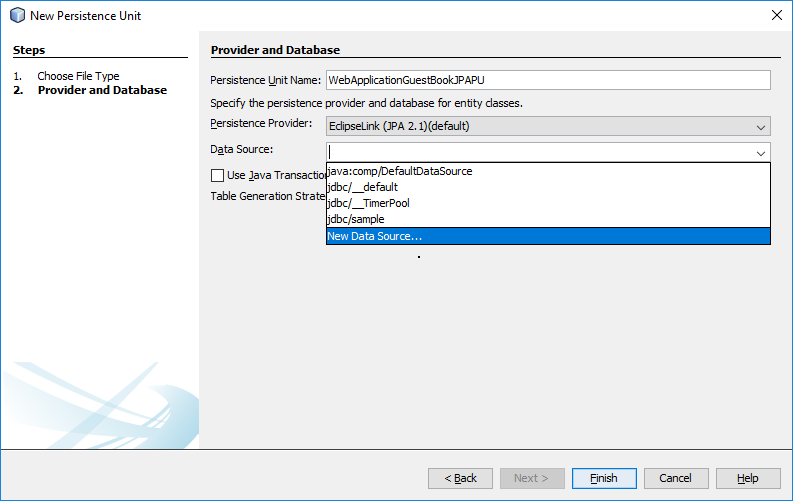 New Persistence Unit
Steps
1. Choose File Type
2. Provider and Database
Provider and Database
Persistence Unit Name: WebApplicationGuestBookJPAPU
Specify the persistence provider and database for entity classes.
Persistence Provider: EclipseLink (JPA 2.1)(default)
Data Source:
java:comp/DefaultDataSource
Use Java Transaction
jdbc/__default
Table Generation Strate
jdbc/__TimerPool
jdbc/sample
New Data Source...
< Back Next > Finish Cancel Help